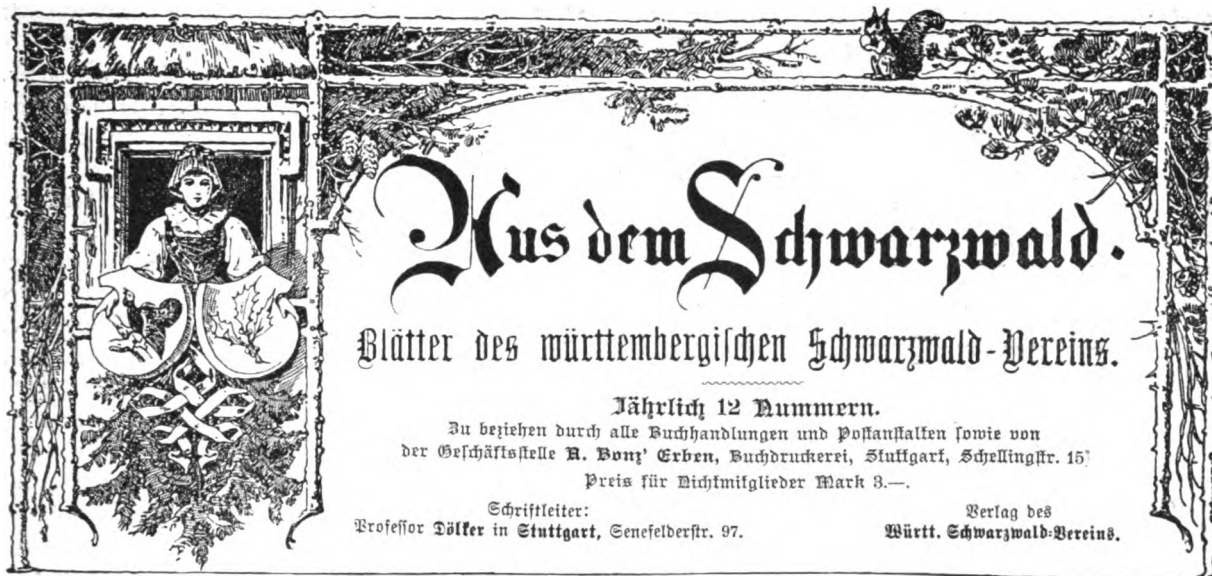 Aus dem Schwarzwald.
Blätter des württembergischen Schwarzwald-Vereins.
Jährlich 12 Nummern.
Zu beziehen durch alle Buchhandlungen und Postanstalten sowie von
der Geschäftsstelle A. Bonz' Erben, Buchdruckerei, Stuttgart, Schellingstr. 15
Preis für Nichtmitglieder Mark 3.—.
Schriftleiter:
Professor Dölker in Stuttgart, Senefelderstr. 97.
Verlag des
Württ. Schwarzwald-Vereins.